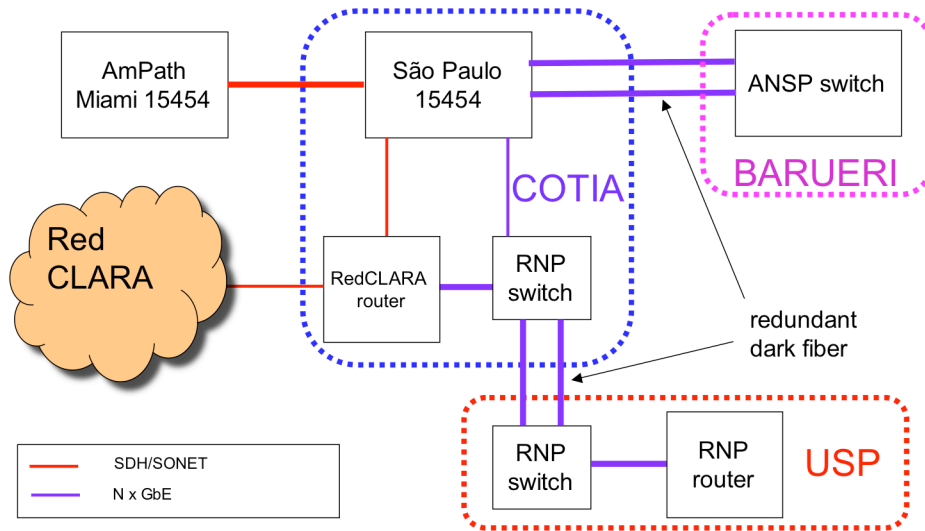 AmPath
Miami 15454
São Paulo
15454
ANSP switch
BARUERI
COTIA
Red
CLARA
RedCLARA
router
RNP
switch
redundant
dark fiber
RNP
switch
RNP
router
USP
SDH/SONET
N x GbE